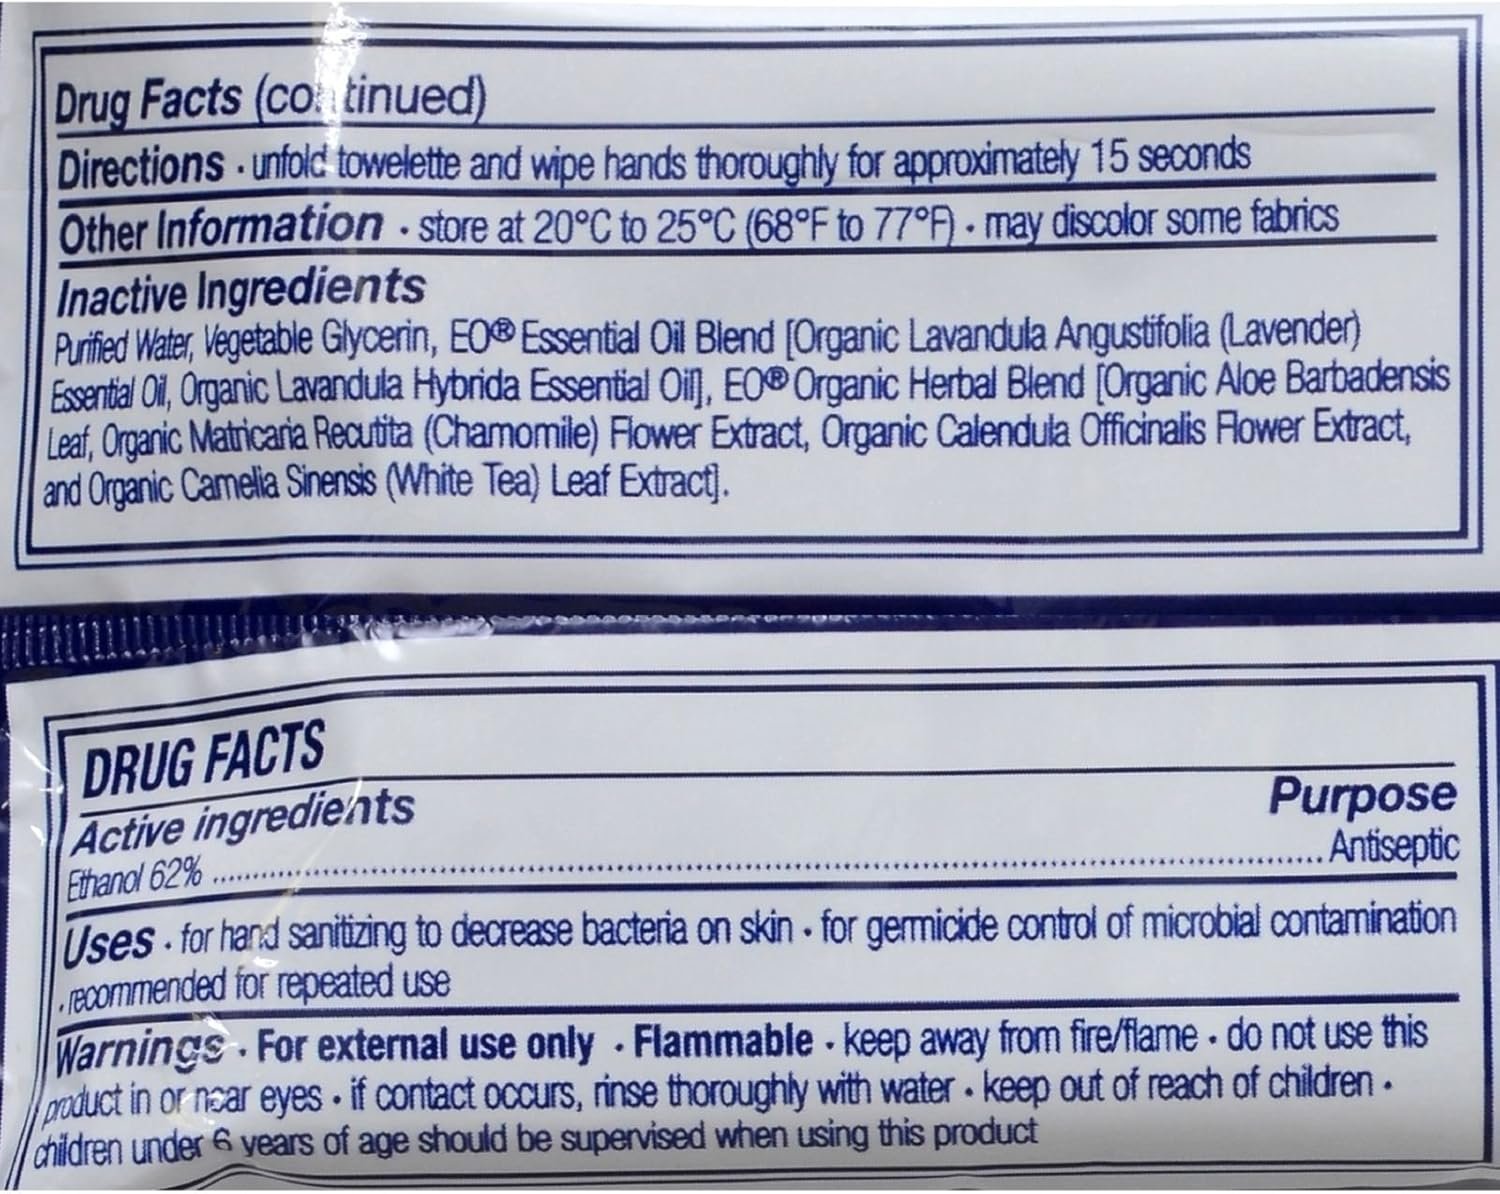 Drug Facts (continued)
Directions • unfold towelette and wipe hands thoroughly for approximately 15 seconds
Other Information • store at 20°C to 25°C (68°F to 77°F) • may discolor some fabrics
Inactive Ingredients
Purified Water, Vegetable Glycerin, EO® Essential Oil Blend [Organic Lavandula Angustifolia (Lavender)
Essential Oil, Organic Lavandula Hybrida Essential Oil], EO® Organic Herbal Blend [Organic Aloe Barbadensis
Leaf, Organic Matricaria Recutita (Chamomile) Flower Extract, Organic Calendula Officinalis Flower Extract,
and Organic Camelia Sinensis (White Tea) Leaf Extract].
DRUG FACTS
Active ingredients Purpose
Ethanol 62% ........ Antiseptic
Uses • for hand sanitizing to decrease bacteria on skin • for germicide control of microbial contamination
• recommended for repeated use
Warnings • For external use only • Flammable • keep away from fire/flame • do not use this
product in or near eyes • if contact occurs, rinse thoroughly with water • keep out of reach of children •
children under 6 years of age should be supervised when using this product